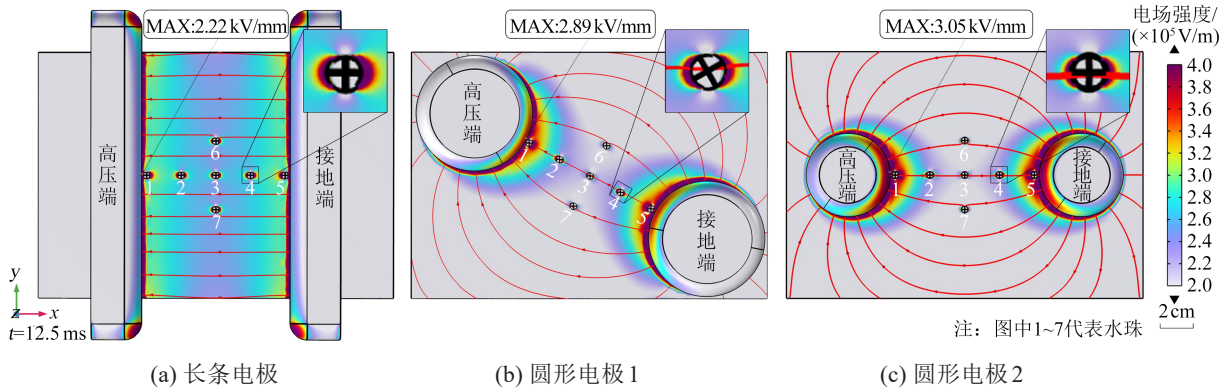 MAX:2.22 kV/mm
高压端
接地端
1
2
3
4
5
6
7
y
z
x
t=12.5 ms
(a) 长条电极
MAX:2.89 kV/mm
高压端
接地端
1
2
3
4
5
6
7
(b) 圆形电极 1
MAX:3.05 kV/mm
高压端
接地端
1
2
3
4
5
6
7
(c) 圆形电极 2
电场强度/
(×10⁵ V/m)
4.0
3.8
3.6
3.4
3.2
3.0
2.8
2.6
2.4
2.2
2.0
2 cm
注：图中1~7代表水珠